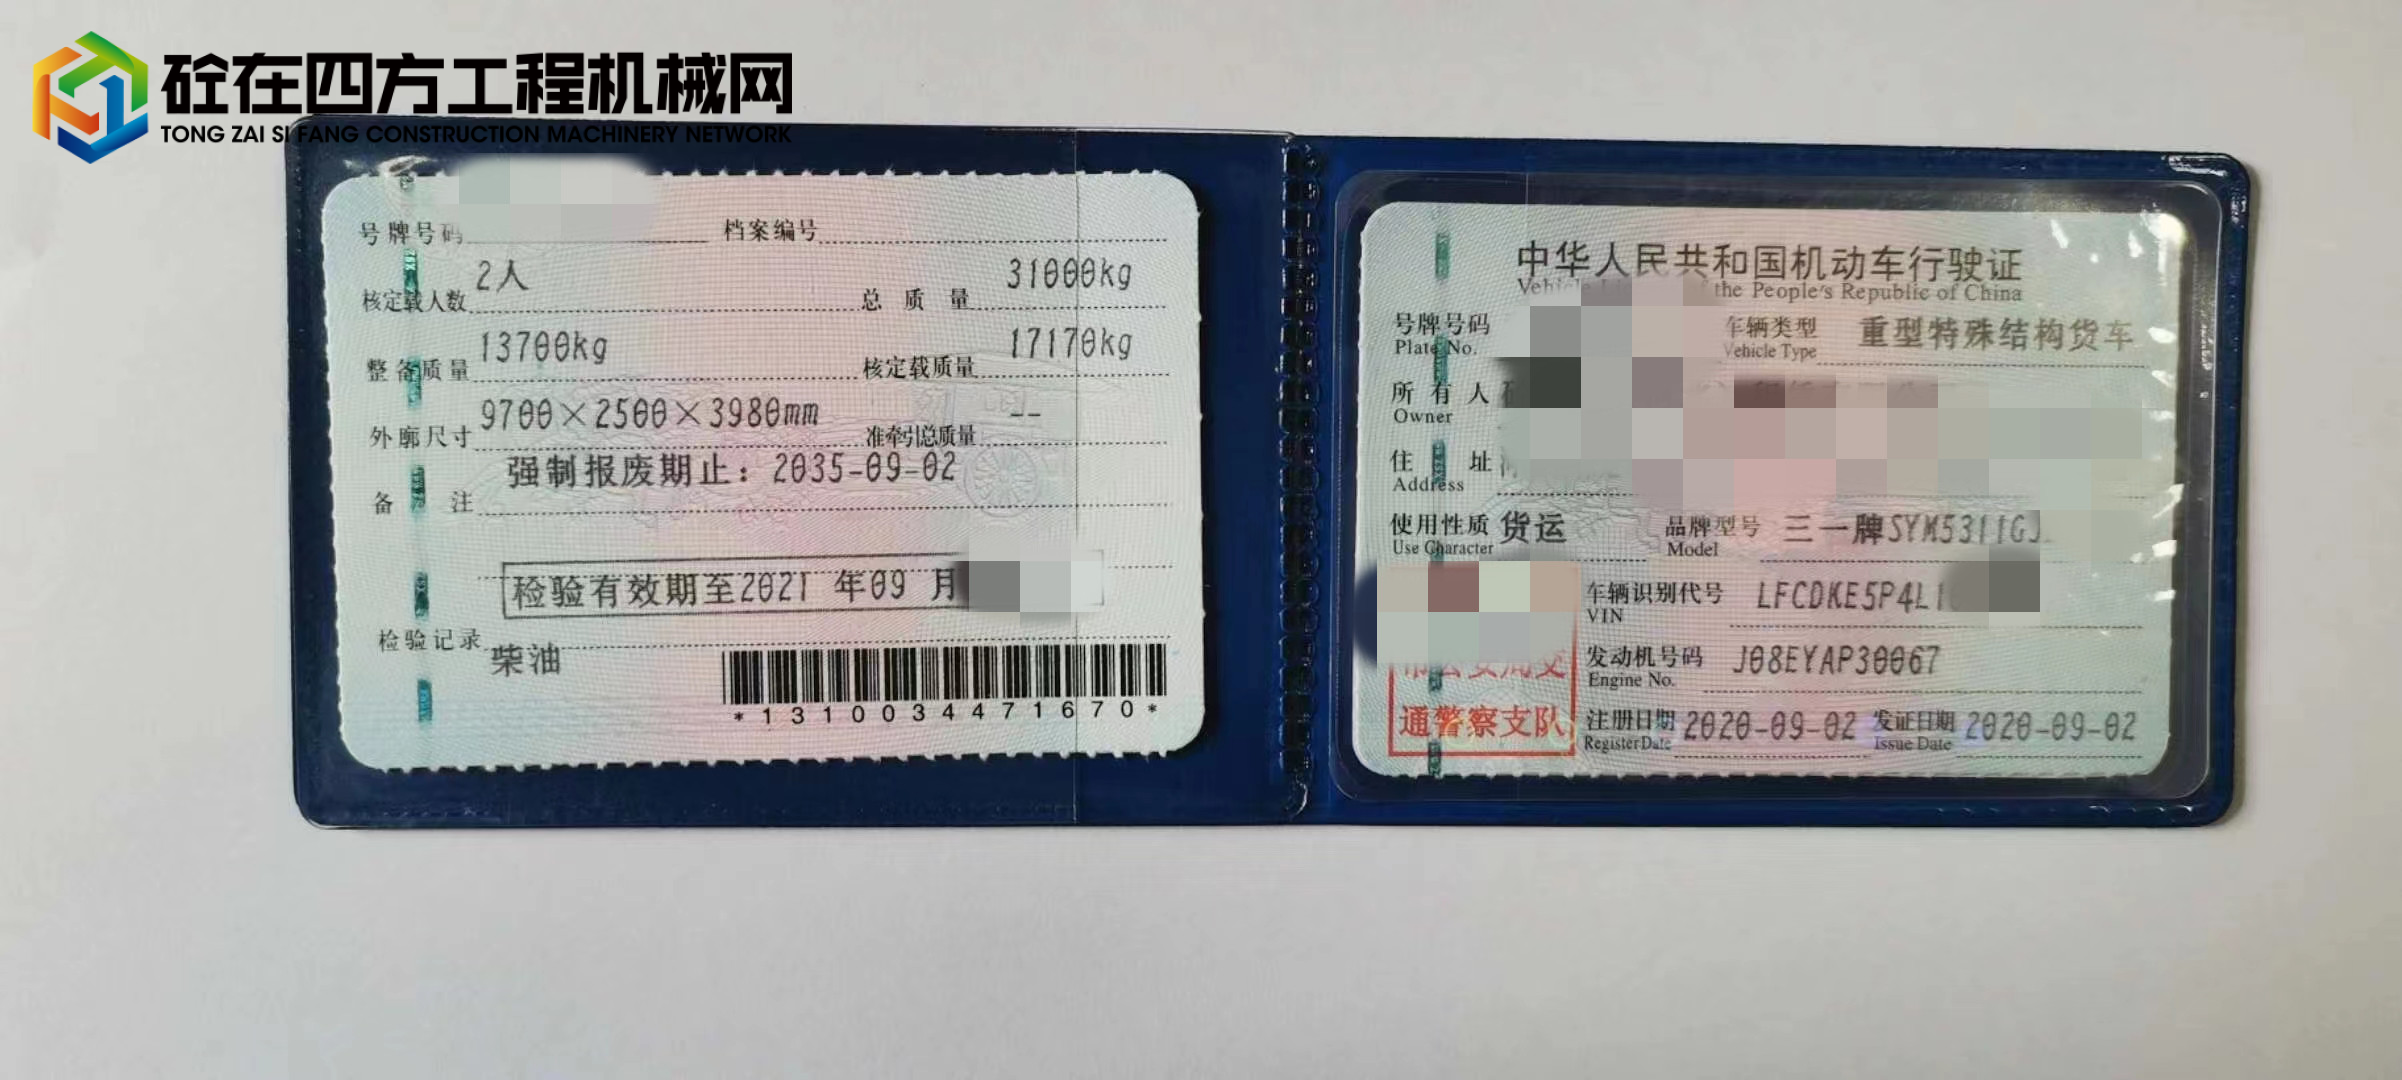 砼在四方工程机械网
TONG ZAI SI FANG CONSTRUCTION MACHINERY NETWORK
号牌号码 档案编号
核定载人数 2人 总质量 31000kg
整备质量 13700kg 核定载质量 17170kg
外廓尺寸 9700×2500×3980mm 准牵引总质量 --
备注 强制报废期止：2035-09-02
检验有效期至2021 年09 月
检验记录
柴油
*1310034471670*
中华人民共和国机动车行驶证
Vehicle the People's Republic of China
号牌号码 车辆类型 重型特殊结构货车
Plate No. Vehicle Type
所有人
Owner
住址
Address
使用性质 货运 品牌型号 三一牌SYM5311GJ
Use Character Model
车辆识别代号 LFCDKE5P4L1
VIN
发动机号码 J08EYAP30067
Engine No.
通警察支队
注册日期 2020-09-02 发证日期 2020-09-02
Register Date Issue Date